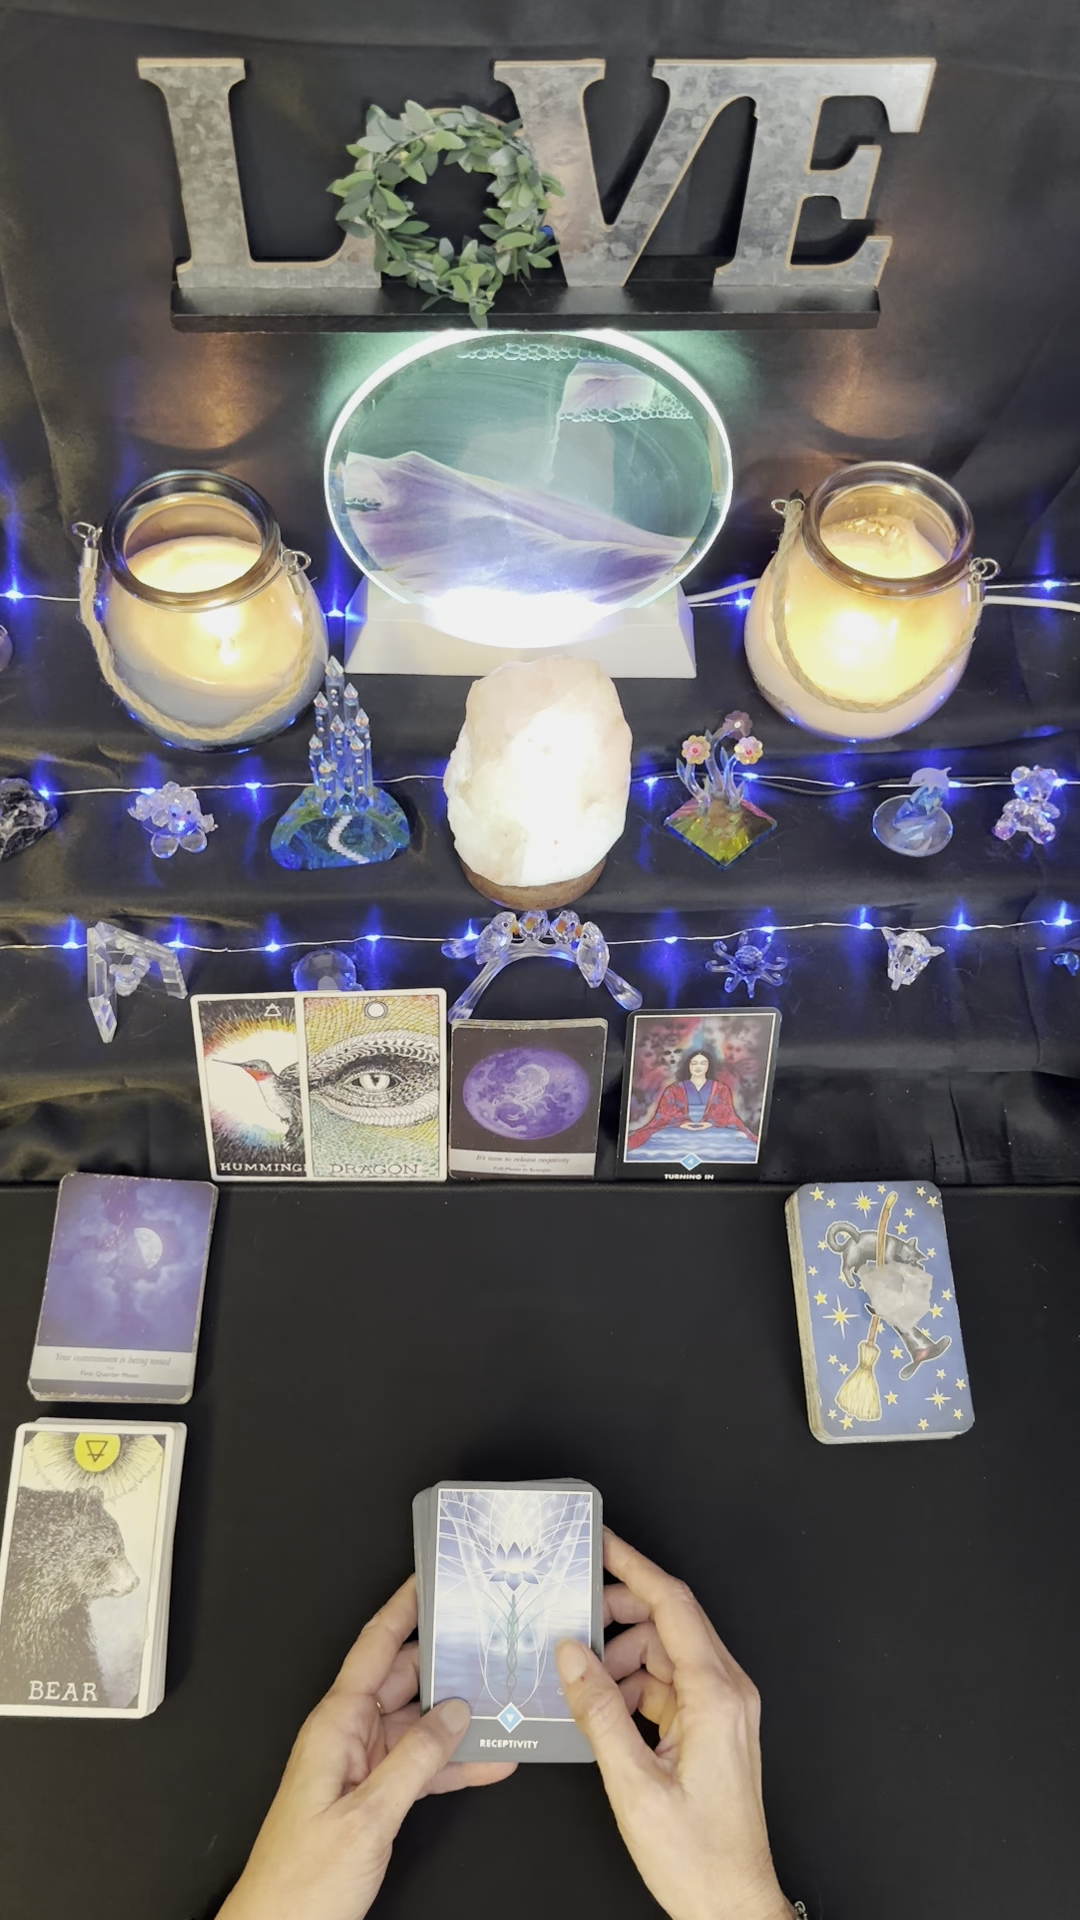 LOVE
HUMMING
DRAGON
It's time to release negativity
Full Moon in Scorpio
TURNING IN
Your commitment is being tested
First Quarter Moon
BEAR
RECEPTIVITY